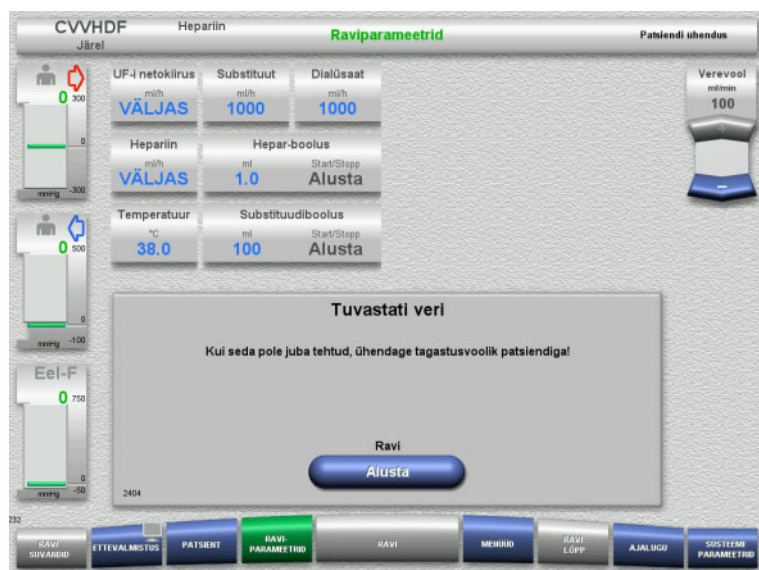 CVVHDF Hepariin Raviparameetrid Patsiendi ühendus
Järel
0 300
0
mmHg -300
0 500
0
mmHg -100
Eel-F
0 750
0
mmHg -50
UF-i netokiirus Substituut Dialüsaat
ml/h ml/h ml/h
VÄLJAS 1000 1000
Hepariin Hepar-boolus
ml/h ml Start/Stopp
VÄLJAS 1.0 Alusta
Temperatuur Substituudiboolus
°C ml Start/Stopp
38.0 100 Alusta
Verevool
ml/min
100
+
−
Tuvastati veri
Kui seda pole juba tehtud, ühendage tagastusvoolik patsiendiga!
Ravi
Alusta
2404
232
RAVI SUVANDID
ETTEVALMISTUS
PATSIENT
RAVI-PARAMEETRID
RAVI
MENÜÜD
RAVI LÕPP
AJALUGU
SÜSTEEMI PARAMEETRID